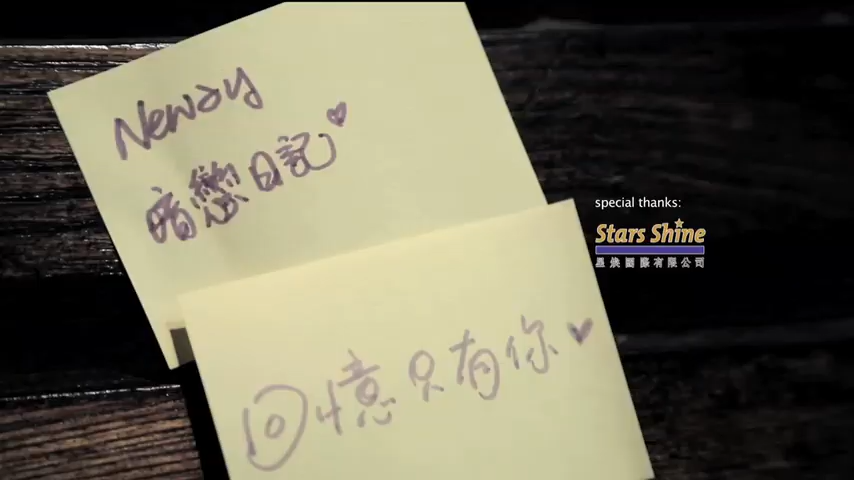 Neway
暗戀日記
回憶只有你
special thanks:
Stars Shine
星煥國際有限公司